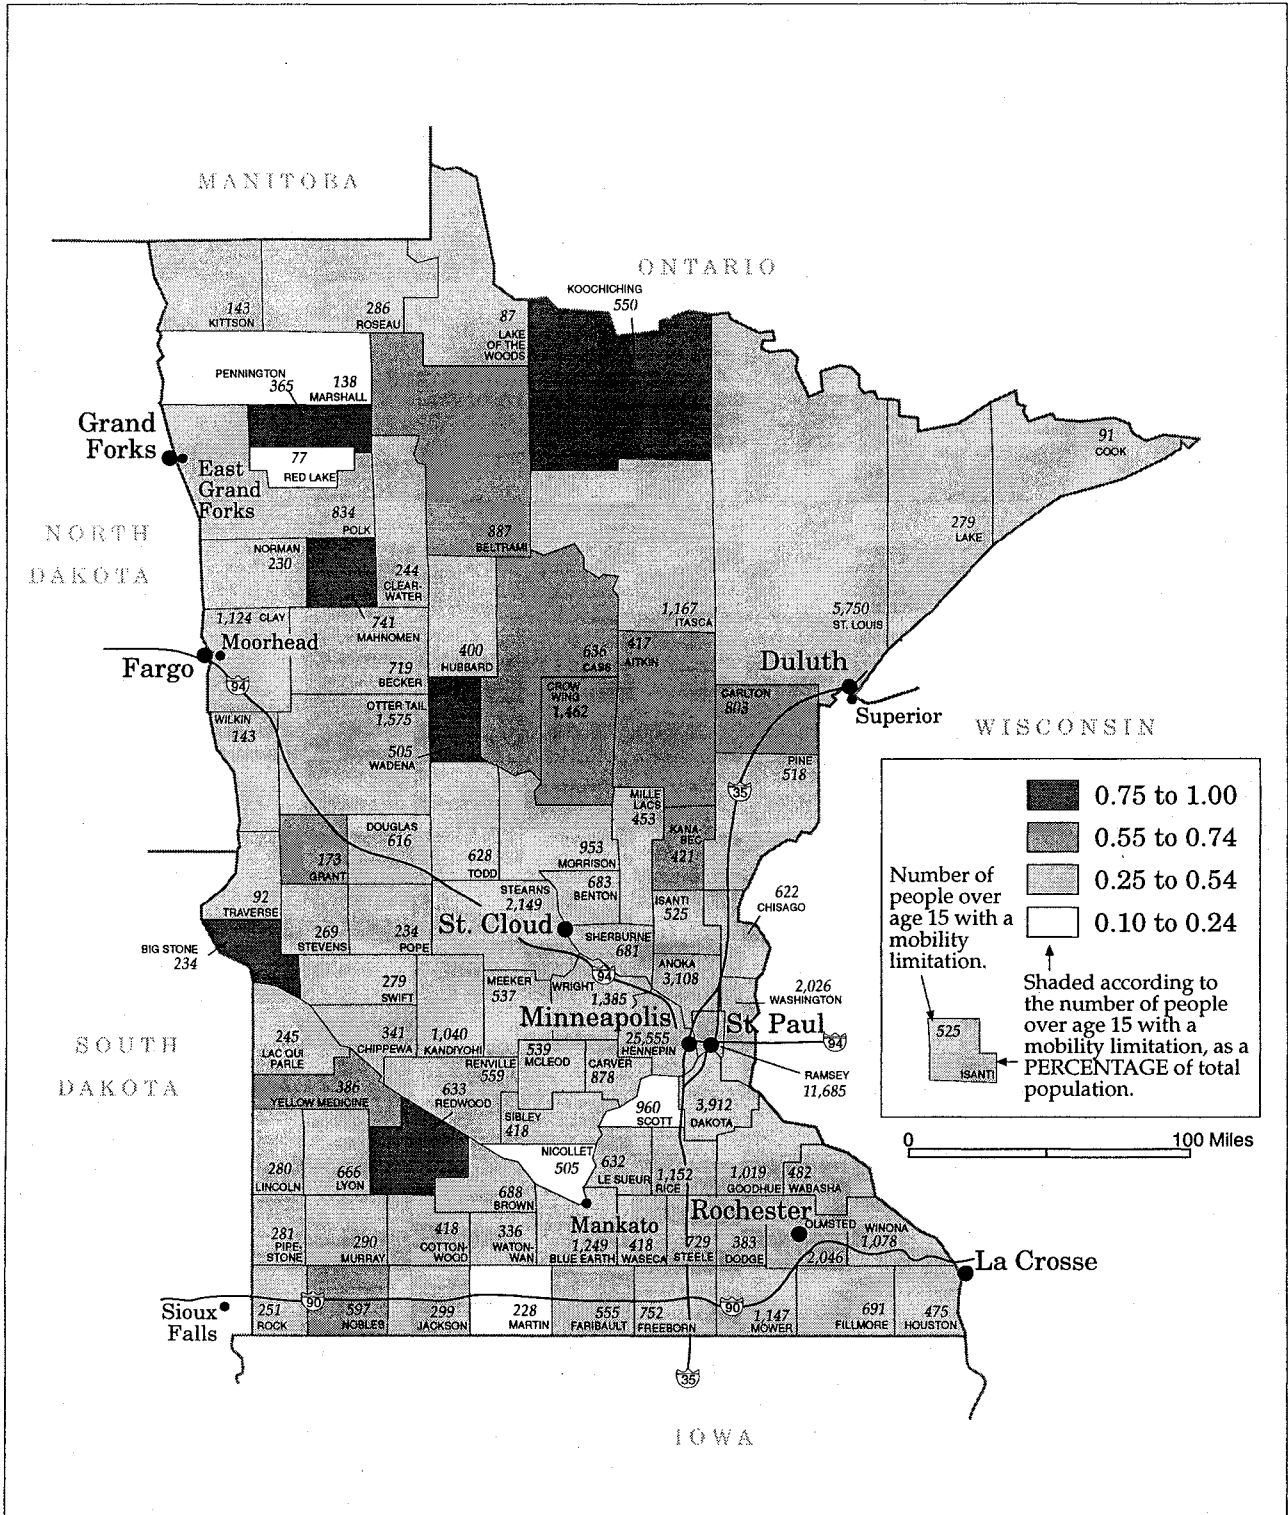 MANITOBA
ONTARIO
KOOCHICHING
550
143
KITTSON
286
ROSEAU
87
LAKE
OF THE
WOODS
PENNINGTON
365
138
MARSHALL
Grand
Forks
East
Grand
Forks
77
RED LAKE
91
COOK
834
POLK
887
BELTRAMI
279
LAKE
NORTH
DAKOTA
NORMAN
230
244
CLEAR-
WATER
1,124 CLAY
741
MAHNOMEN
1,167
ITASCA
5,750
ST. LOUIS
Moorhead
Fargo
94
719
BECKER
400
HUBBARD
636
CASS
417
AITKIN
Duluth
OTTER TAIL
1,575
CROW
WING
1,462
CARLTON
803
Superior
WILKIN
143
505
WADENA
WISCONSIN
PINE
518
35
MILLE
LACS
453
KANA-
BEC
421
DOUGLAS
616
173
GRANT
628
TODD
953
MORRISON
92
TRAVERSE
STEARNS
2,149
683
BENTON
ISANTI
525
622
CHISAGO
St. Cloud
BIG STONE
234
269
STEVENS
234
POPE
SHERBURNE
681
ANOKA
3,108
279
SWIFT
MEEKER
537
WRIGHT
94
1,385
2,026
WASHINGTON
Minneapolis
St. Paul
94
SOUTH
DAKOTA
245
LAC QUI
PARLE
341
CHIPPEWA
1,040
KANDIYOHI
25,555
HENNEPIN
RENVILLE
559
539
MCLEOD
CARVER
878
RAMSEY
11,685
386
YELLOW MEDICINE
633
REDWOOD
SIBLEY
418
960
SCOTT
3,912
DAKOTA
280
LINCOLN
666
LYON
NICOLLET
505
632
LE SUEUR
1,152
RICE
1,019
GOODHUE
482
WABASHA
688
BROWN
Mankato
Rochester
281
PIPE-
STONE
290
MURRAY
418
COTTON-
WOOD
336
WATON-
WAN
1,249
BLUE EARTH
418
WASECA
729
STEELE
383
DODGE
OLMSTED
2,046
WINONA
1,078
La Crosse
Sioux
Falls
251
ROCK
90
597
NOBLES
299
JACKSON
228
MARTIN
555
FARIBAULT
752
FREEBORN
90
1,147
MOWER
691
FILLMORE
475
HOUSTON
35
IOWA
0.75 to 1.00
0.55 to 0.74
0.25 to 0.54
0.10 to 0.24
Number of
people over
age 15 with a
mobility
limitation.
525
ISANTI
Shaded according to
the number of people
over age 15 with a
mobility limitation, as a
PERCENTAGE of total
population.
0 100 Miles